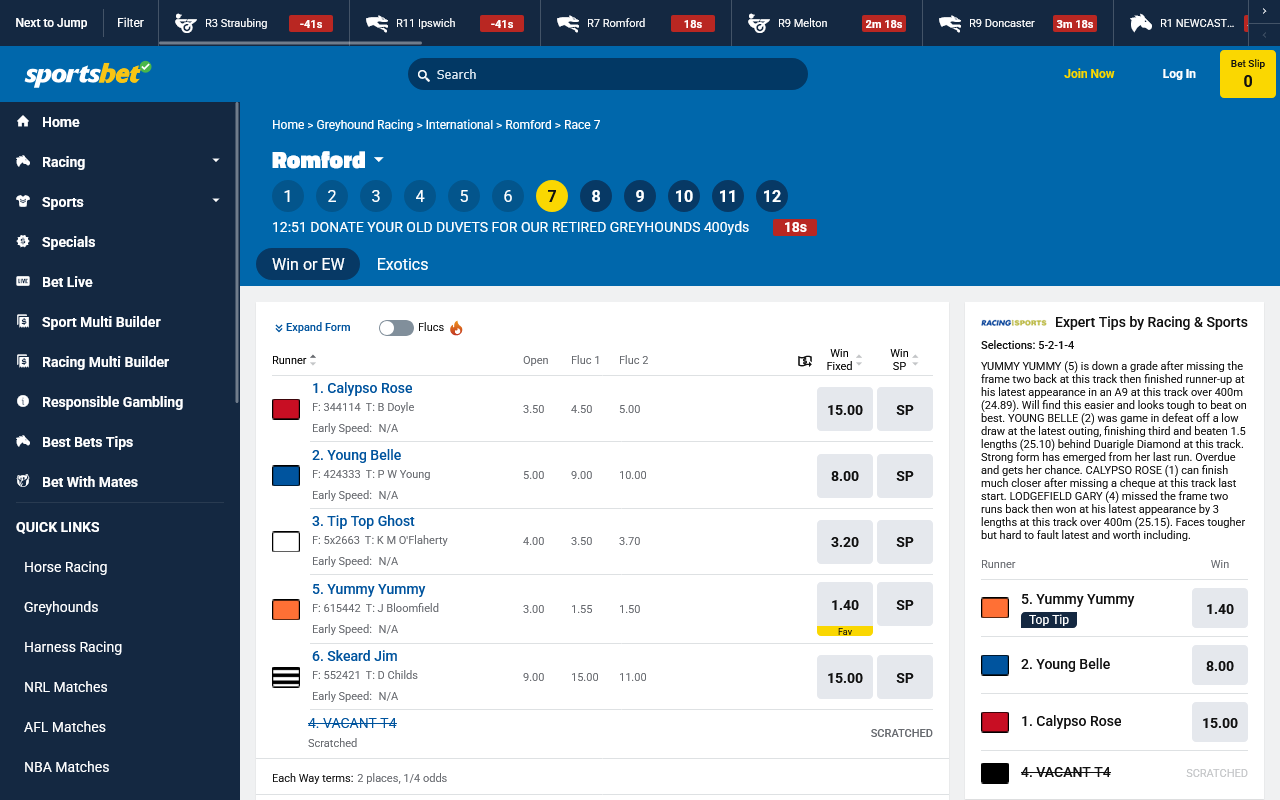 Next to Jump
Filter
R3 Straubing
-41s
R11 Ipswich
-41s
R7 Romford
18s
R9 Melton
2m 18s
R9 Doncaster
3m 18s
R1 NEWCAST...
sportsbet
Search
Join Now
Log In
Bet Slip
0
Home
Racing
Sports
Specials
LIVE
Bet Live
Sport Multi Builder
Racing Multi Builder
Responsible Gambling
Best Bets Tips
Bet With Mates
QUICK LINKS
Horse Racing
Greyhounds
Harness Racing
NRL Matches
AFL Matches
NBA Matches
Home > Greyhound Racing > International > Romford > Race 7
Romford
1 2 3 4 5 6 7 8 9 10 11 12
12:51 DONATE YOUR OLD DUVETS FOR OUR RETIRED GREYHOUNDS 400yds 18s
Win or EW
Exotics
Expand Form
Flucs
Runner Open Fluc 1 Fluc 2 Win Fixed Win SP
1. Calypso Rose
F: 344114 T: B Doyle
Early Speed: N/A
3.50 4.50 5.00 15.00 SP
2. Young Belle
F: 424333 T: P W Young
Early Speed: N/A
5.00 9.00 10.00 8.00 SP
3. Tip Top Ghost
F: 5x2663 T: K M O'Flaherty
Early Speed: N/A
4.00 3.50 3.70 3.20 SP
5. Yummy Yummy
F: 615442 T: J Bloomfield
Early Speed: N/A
3.00 1.55 1.50 1.40 SP
Fav
6. Skeard Jim
F: 552421 T: D Childs
Early Speed: N/A
9.00 15.00 11.00 15.00 SP
4. VACANT T4
Scratched
SCRATCHED
Each Way terms: 2 places, 1/4 odds
RACING AND SPORTS
Expert Tips by Racing & Sports
Selections: 5-2-1-4
YUMMY YUMMY (5) is down a grade after missing the
frame two back at this track then finished runner-up at
his latest appearance in an A9 at this track over 400m
(24.89). Will find this easier and looks tough to beat on
best. YOUNG BELLE (2) was game in defeat off a low
draw at the latest outing, finishing third and beaten 1.5
lengths (25.10) behind Duarigle Diamond at this track.
Strong form has emerged from her last run. Overdue
and gets her chance. CALYPSO ROSE (1) can finish
much closer after missing a cheque at this track last
start. LODGEFIELD GARY (4) missed the frame two
runs back then won at his latest appearance by 3
lengths at this track over 400m (25.15). Faces tougher
but hard to fault latest and worth including.
Runner Win
5. Yummy Yummy
Top Tip
1.40
2. Young Belle
8.00
1. Calypso Rose
15.00
4. VACANT T4
SCRATCHED